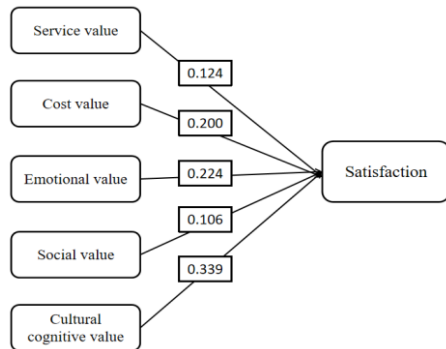 Service value
0.124
Cost value
0.200
Emotional value
0.224
Satisfaction
Social value
0.106
0.339
Cultural
cognitive value